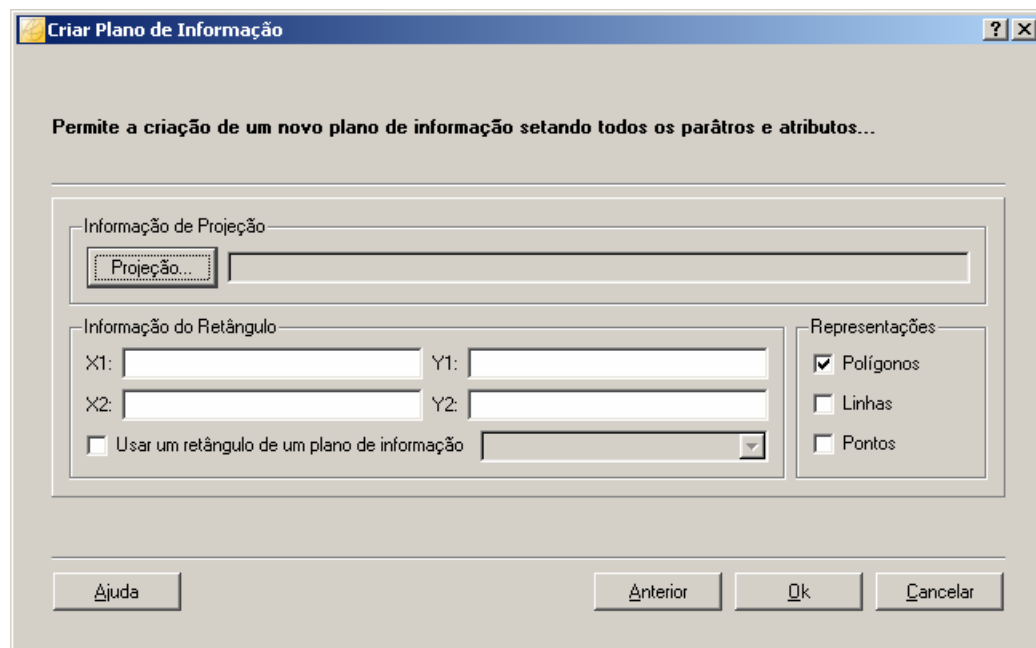 Criar Plano de Informação
Permite a criação de um novo plano de informação setando todos os parâtros e atributos...
Informação de Projeção
Projeção...
Informação do Retângulo
X1:
Y1:
X2:
Y2:
Usar um retângulo de um plano de informação
Representações
Polígonos
Linhas
Pontos
Ajuda
Anterior
Ok
Cancelar